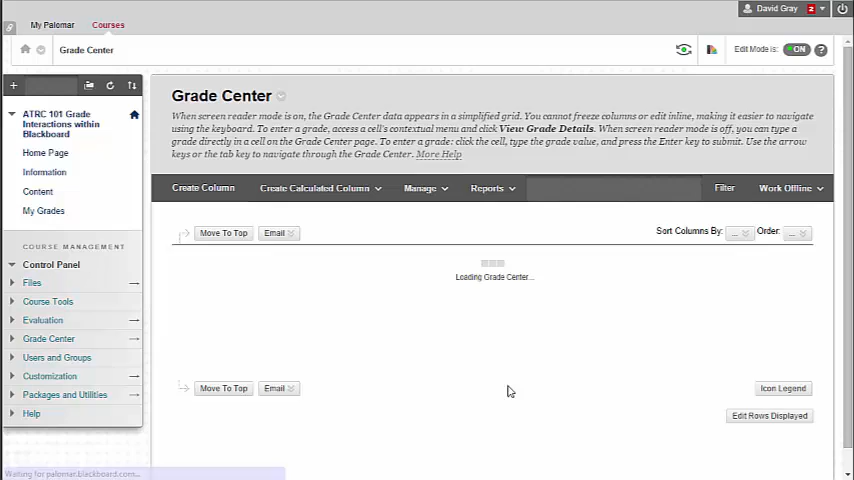 David Gray 2
My Palomar Courses
Grade Center Edit Mode is: ON ?
ATRC 101 Grade
Interactions within
Blackboard
Home Page
Information
Content
My Grades
COURSE MANAGEMENT
Control Panel
Files
Course Tools
Evaluation
Grade Center
Users and Groups
Customization
Packages and Utilities
Help
Grade Center
When screen reader mode is on, the Grade Center data appears in a simplified grid. You cannot freeze columns or edit inline, making it easier to navigate
using the keyboard. To enter a grade, access a cell's contextual menu and click View Grade Details. When screen reader mode is off, you can type a
grade directly in a cell on the Grade Center page. To enter a grade: click the cell, type the grade value, and press the Enter key to submit. Use the arrow
keys or the tab key to navigate through the Grade Center. More Help
Create Column Create Calculated Column Manage Reports Filter Work Offline
Move To Top Email Sort Columns By: ... Order: ...
Loading Grade Center...
Move To Top Email Icon Legend
Edit Rows Displayed
Waiting for palomar.blackboard.com...